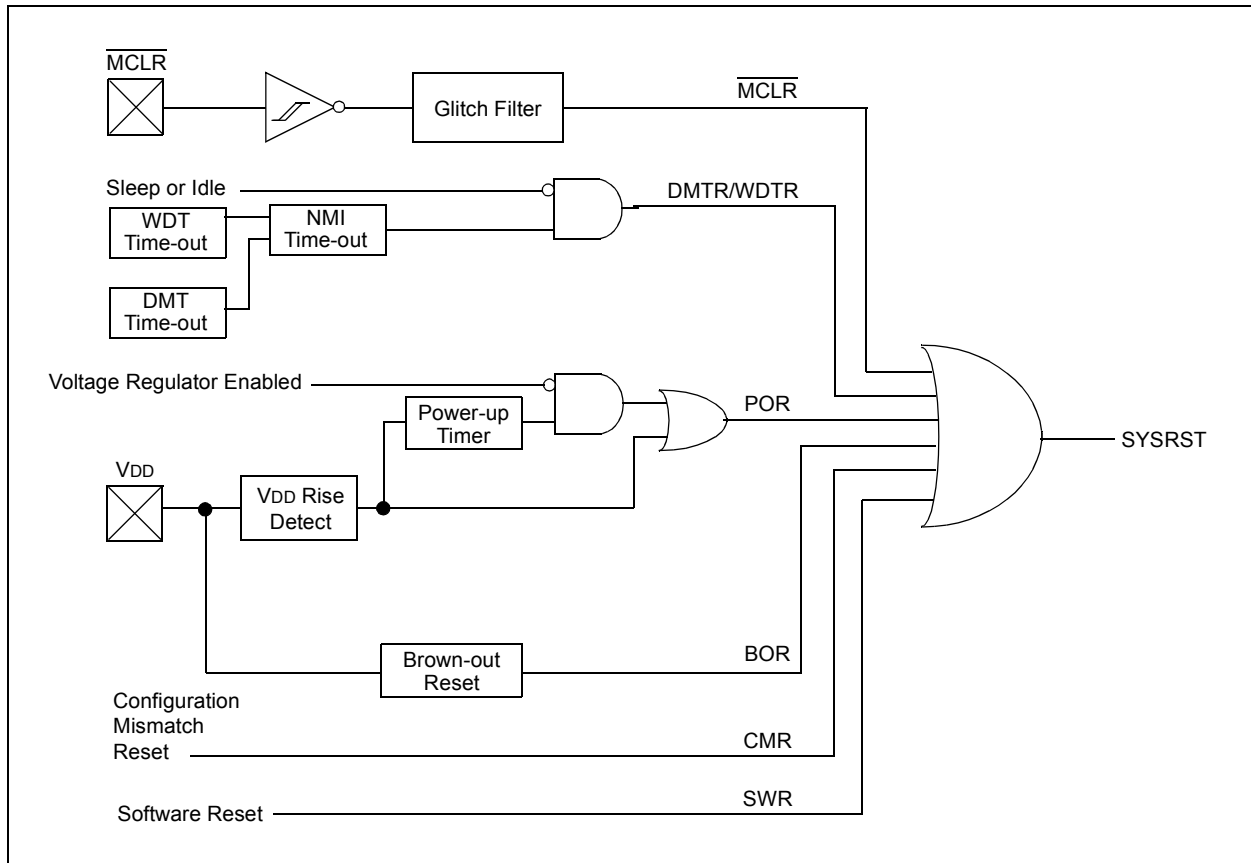 MCLR
Glitch Filter
MCLR
Sleep or Idle
DMTR/WDTR
WDT
Time-out
NMI
Time-out
DMT
Time-out
Voltage Regulator Enabled
Power-up
Timer
POR
SYSRST
VDD
VDD Rise
Detect
Brown-out
Reset
BOR
Configuration
Mismatch
Reset
CMR
Software Reset
SWR